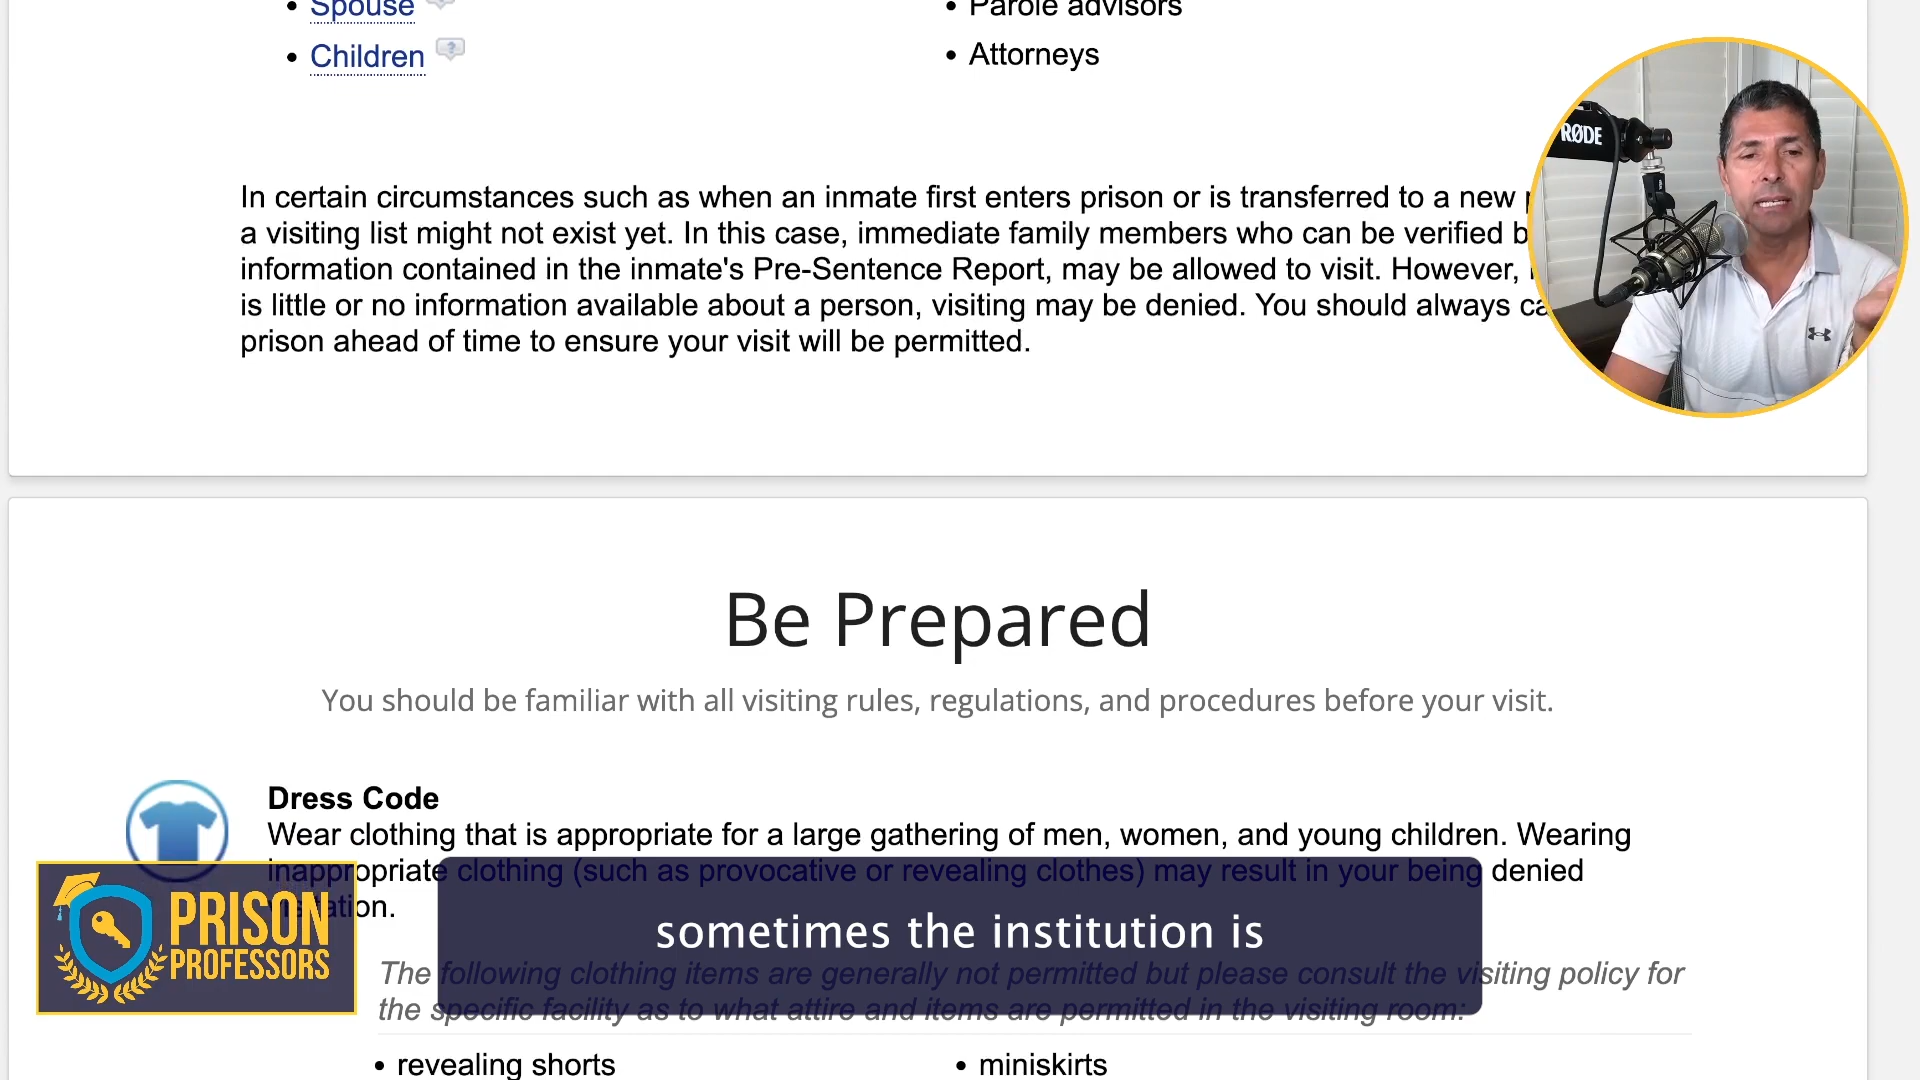 Spouse
Parole advisors
Children
Attorneys
RØDE
In certain circumstances such as when an inmate first enters prison or is transferred to a new
a visiting list might not exist yet. In this case, immediate family members who can be verified
information contained in the inmate's Pre-Sentence Report, may be allowed to visit. However,
is little or no information available about a person, visiting may be denied. You should always
prison ahead of time to ensure your visit will be permitted.
Be Prepared
You should be familiar with all visiting rules, regulations, and procedures before your visit.
Dress Code
Wear clothing that is appropriate for a large gathering of men, women, and young children. Wearing
inappropriate clothing (such as provocative or revealing clothes) may result in your being denied
visitation.
PRISON
PROFESSORS
sometimes the institution is
The following clothing items are generally not permitted but please consult the visiting policy for
the specific facility as to what attire and items are permitted in the visiting room:
revealing shorts
miniskirts